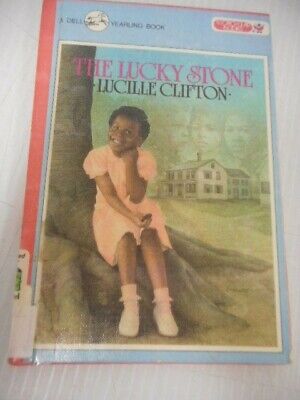 A DELL YEARLING BOOK
THE LUCKY STONE
·LUCILLE CLIFTON·